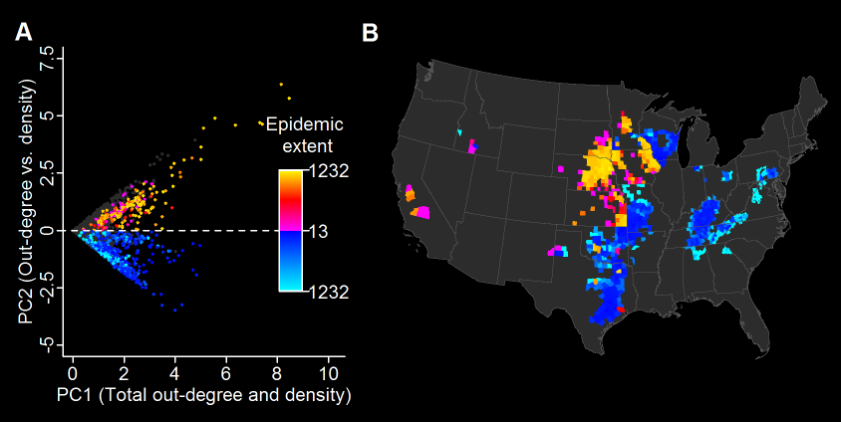 A
B
PC2 (Out-degree vs. density)
7.5
5
2.5
0
-2.5
-5
Epidemic
extent
1232
13
1232
0 2 4 6 8 10
PC1 (Total out-degree and density)